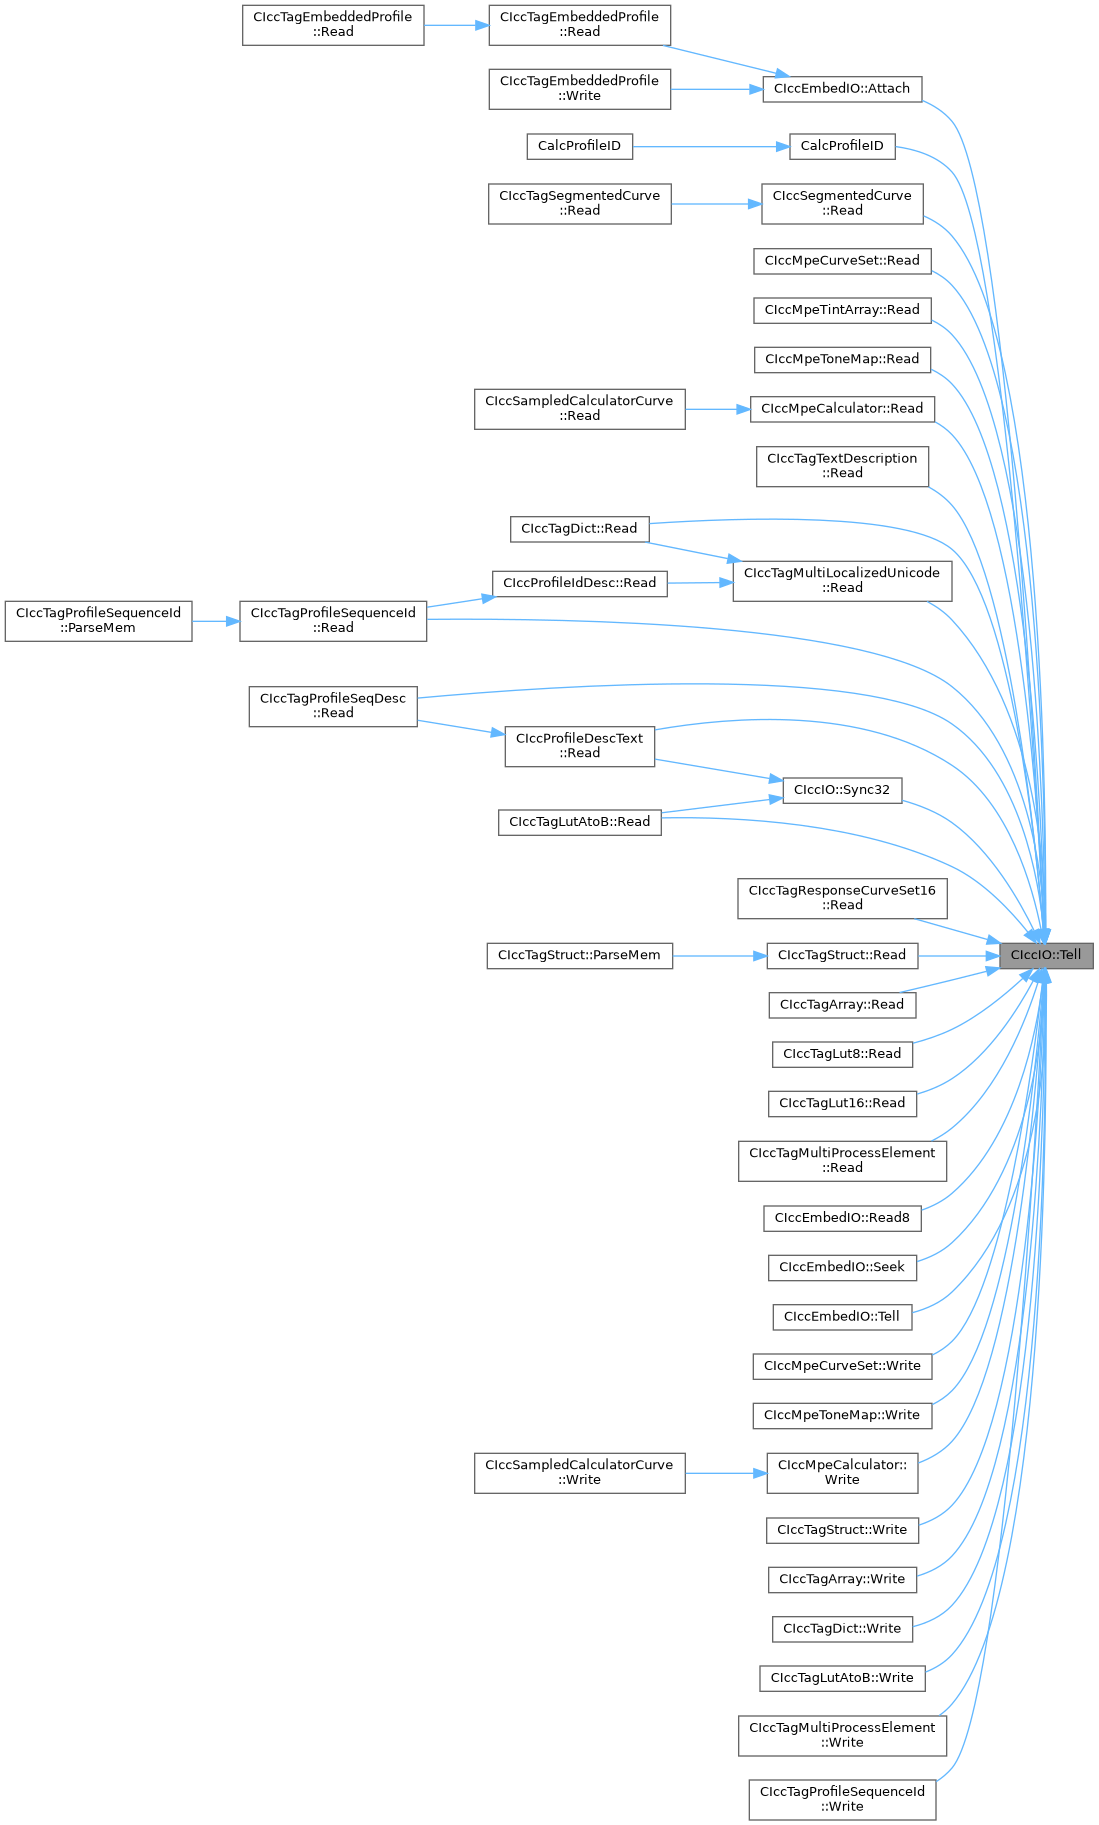 CIccTagEmbeddedProfile
::Read
CIccTagEmbeddedProfile
::Read
CIccTagEmbeddedProfile
::Write
CIccEmbedIO::Attach
CalcProfileID
CalcProfileID
CIccTagSegmentedCurve
::Read
CIccSegmentedCurve
::Read
CIccMpeCurveSet::Read
CIccMpeTintArray::Read
CIccMpeToneMap::Read
CIccSampledCalculatorCurve
::Read
CIccMpeCalculator::Read
CIccTagTextDescription
::Read
CIccTagDict::Read
CIccTagMultiLocalizedUnicode
::Read
CIccProfileIdDesc::Read
CIccTagProfileSequenceId
::ParseMem
CIccTagProfileSequenceId
::Read
CIccTagProfileSeqDesc
::Read
CIccProfileDescText
::Read
CIccIO::Sync32
CIccTagLutAtoB::Read
CIccTagResponseCurveSet16
::Read
CIccTagStruct::ParseMem
CIccTagStruct::Read
CIccIO::Tell
CIccTagArray::Read
CIccTagLut8::Read
CIccTagLut16::Read
CIccTagMultiProcessElement
::Read
CIccEmbedIO::Read8
CIccEmbedIO::Seek
CIccEmbedIO::Tell
CIccMpeCurveSet::Write
CIccMpeToneMap::Write
CIccSampledCalculatorCurve
::Write
CIccMpeCalculator::
Write
CIccTagStruct::Write
CIccTagArray::Write
CIccTagDict::Write
CIccTagLutAtoB::Write
CIccTagMultiProcessElement
::Write
CIccTagProfileSequenceId
::Write